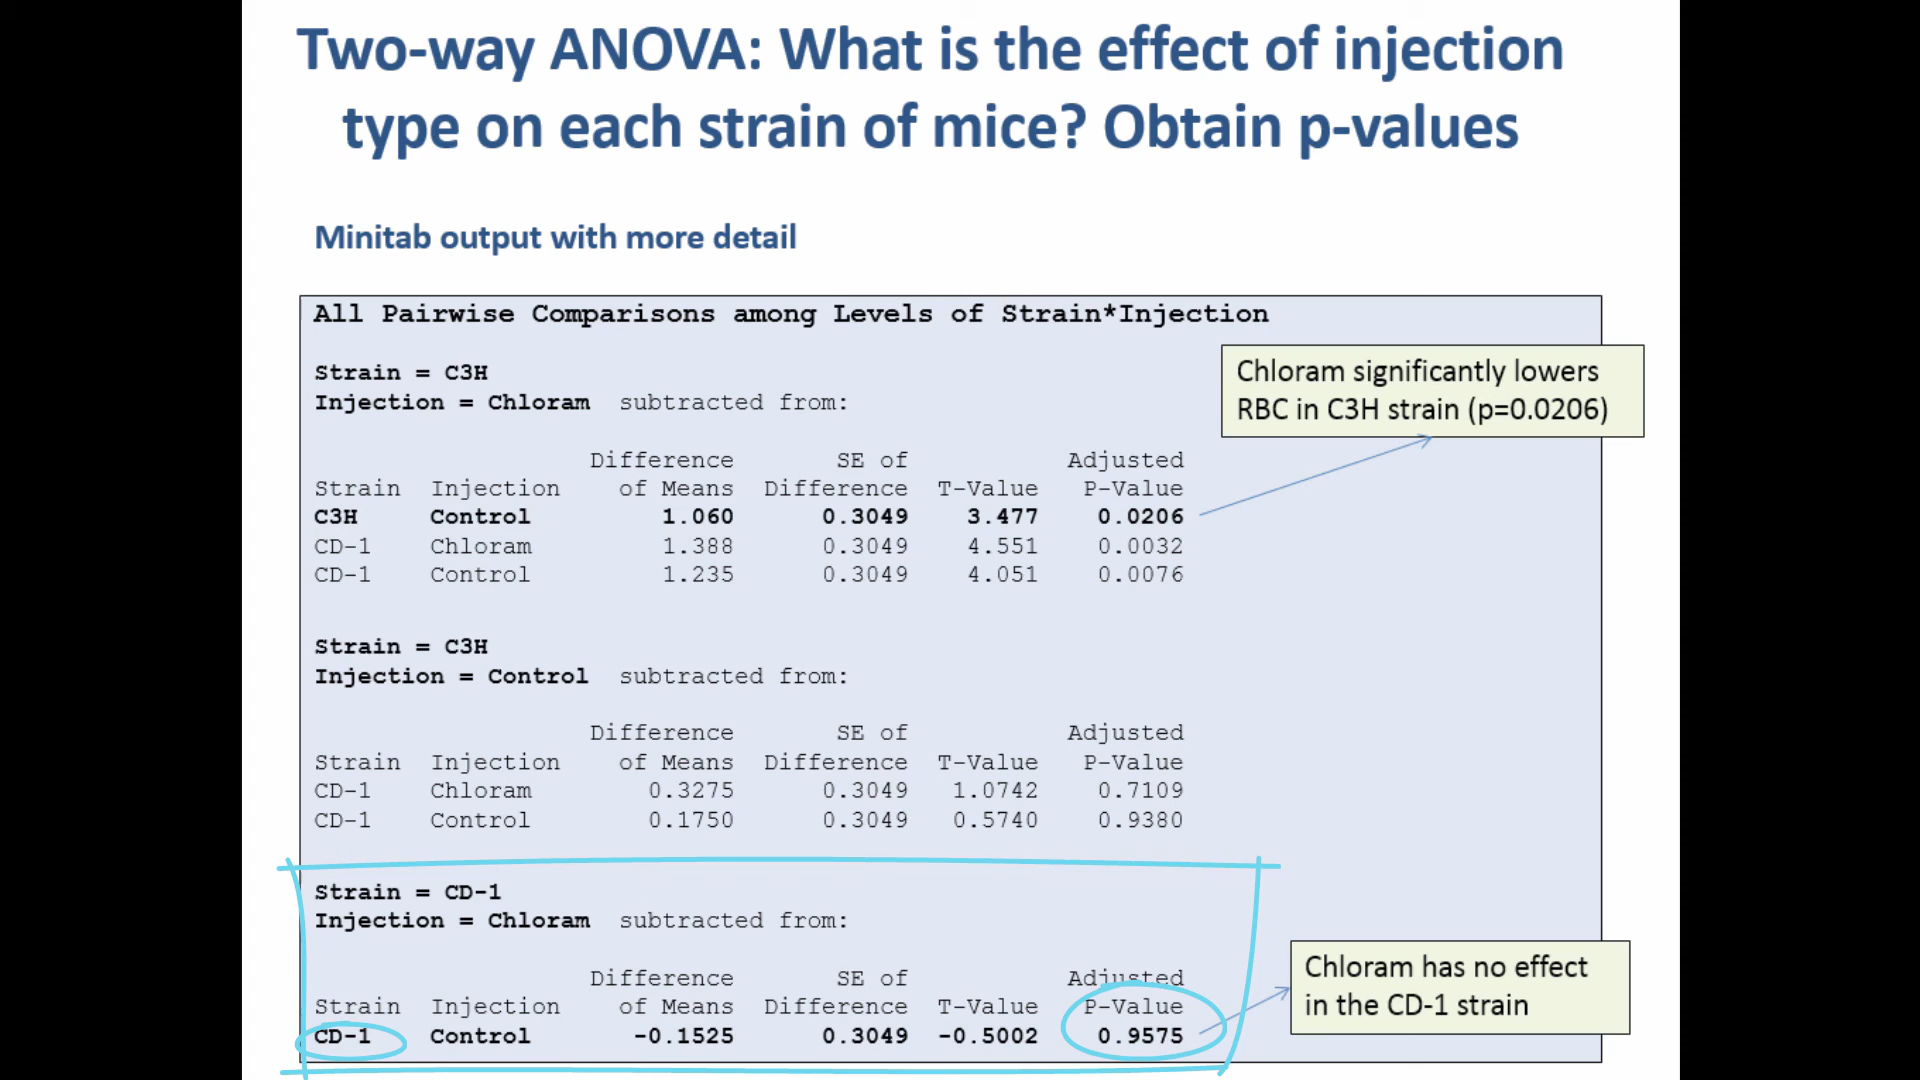 Two-way ANOVA: What is the effect of injection
type on each strain of mice? Obtain p-values
Minitab output with more detail
All Pairwise Comparisons among Levels of Strain*Injection
Strain = C3H
Injection = Chloram subtracted from:
Chloram significantly lowers
RBC in C3H strain (p=0.0206)
Difference SE of Adjusted
Strain Injection of Means Difference T-Value P-Value
C3H Control 1.060 0.3049 3.477 0.0206
CD-1 Chloram 1.388 0.3049 4.551 0.0032
CD-1 Control 1.235 0.3049 4.051 0.0076
Strain = C3H
Injection = Control subtracted from:
Difference SE of Adjusted
Strain Injection of Means Difference T-Value P-Value
CD-1 Chloram 0.3275 0.3049 1.0742 0.7109
CD-1 Control 0.1750 0.3049 0.5740 0.9380
Strain = CD-1
Injection = Chloram subtracted from:
Difference SE of Adjusted
Strain Injection of Means Difference T-Value P-Value
CD-1 Control -0.1525 0.3049 -0.5002 0.9575
Chloram has no effect
in the CD-1 strain